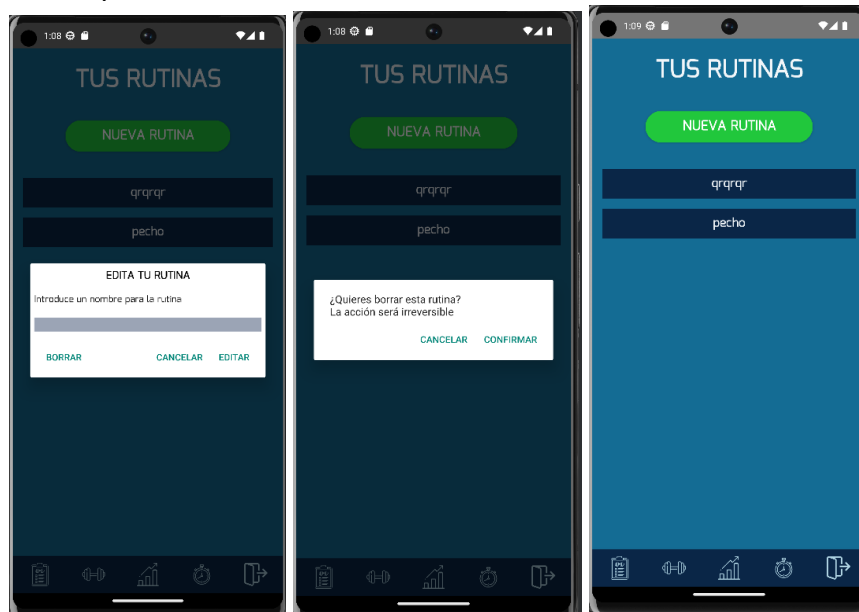 1:08
TUS RUTINAS
NUEVA RUTINA
qrqrqr
pecho
EDITA TU RUTINA
Introduce un nombre para la rutina
BORRAR CANCELAR EDITAR
1:08
TUS RUTINAS
NUEVA RUTINA
qrqrqr
pecho
¿Quieres borrar esta rutina?
La acción será irreversible
CANCELAR CONFIRMAR
1:09
TUS RUTINAS
NUEVA RUTINA
qrqrqr
pecho